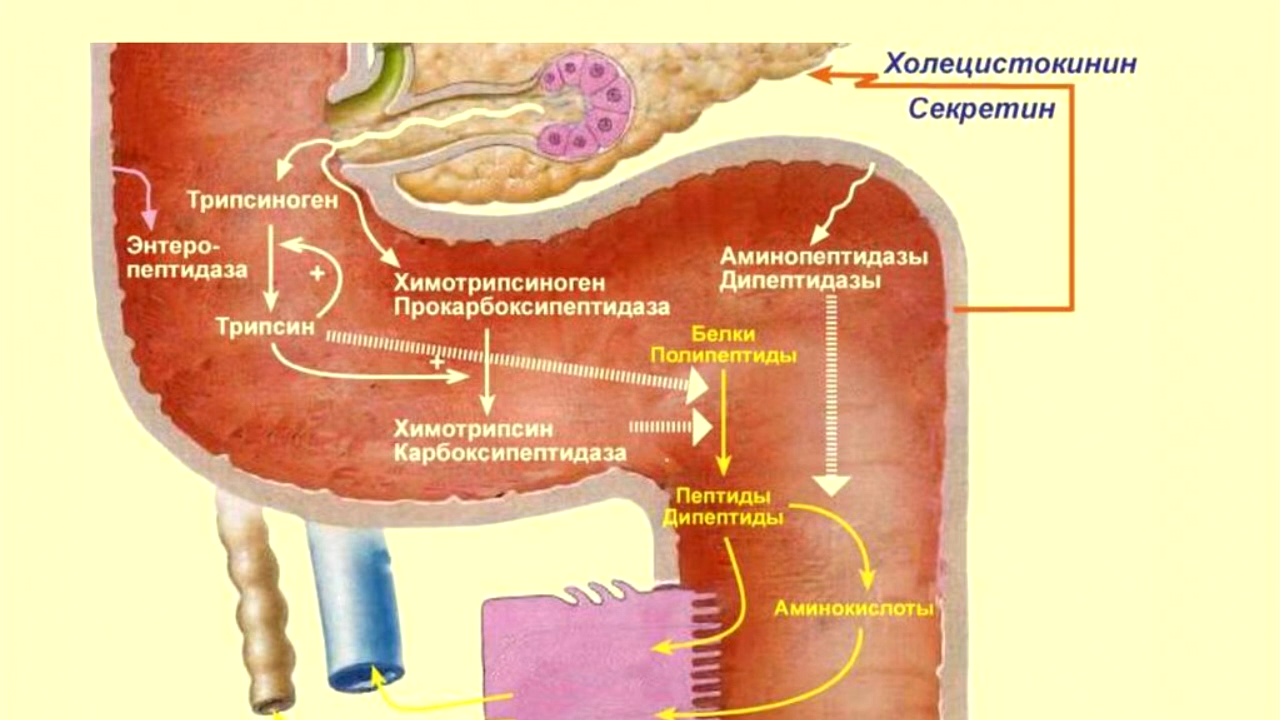 Холецистокинин
Секретин
Трипсиноген
Энтеро-
пептидаза
+
Трипсин
Химотрипсиноген
Прокарбоксипептидаза
+
Химотрипсин
Карбоксипептидаза
Аминопептидазы
Дипептидазы
Белки
Полипептиды
Пептиды
Дипептиды
Аминокислоты